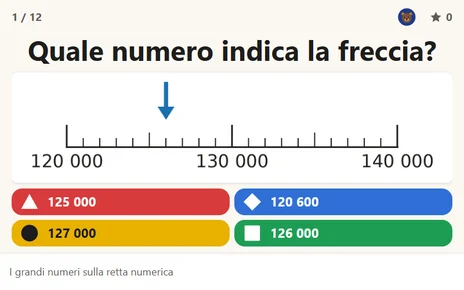 1 / 12
0
Quale numero indica la freccia?
120 000
130 000
140 000
125 000
120 600
127 000
126 000
I grandi numeri sulla retta numerica